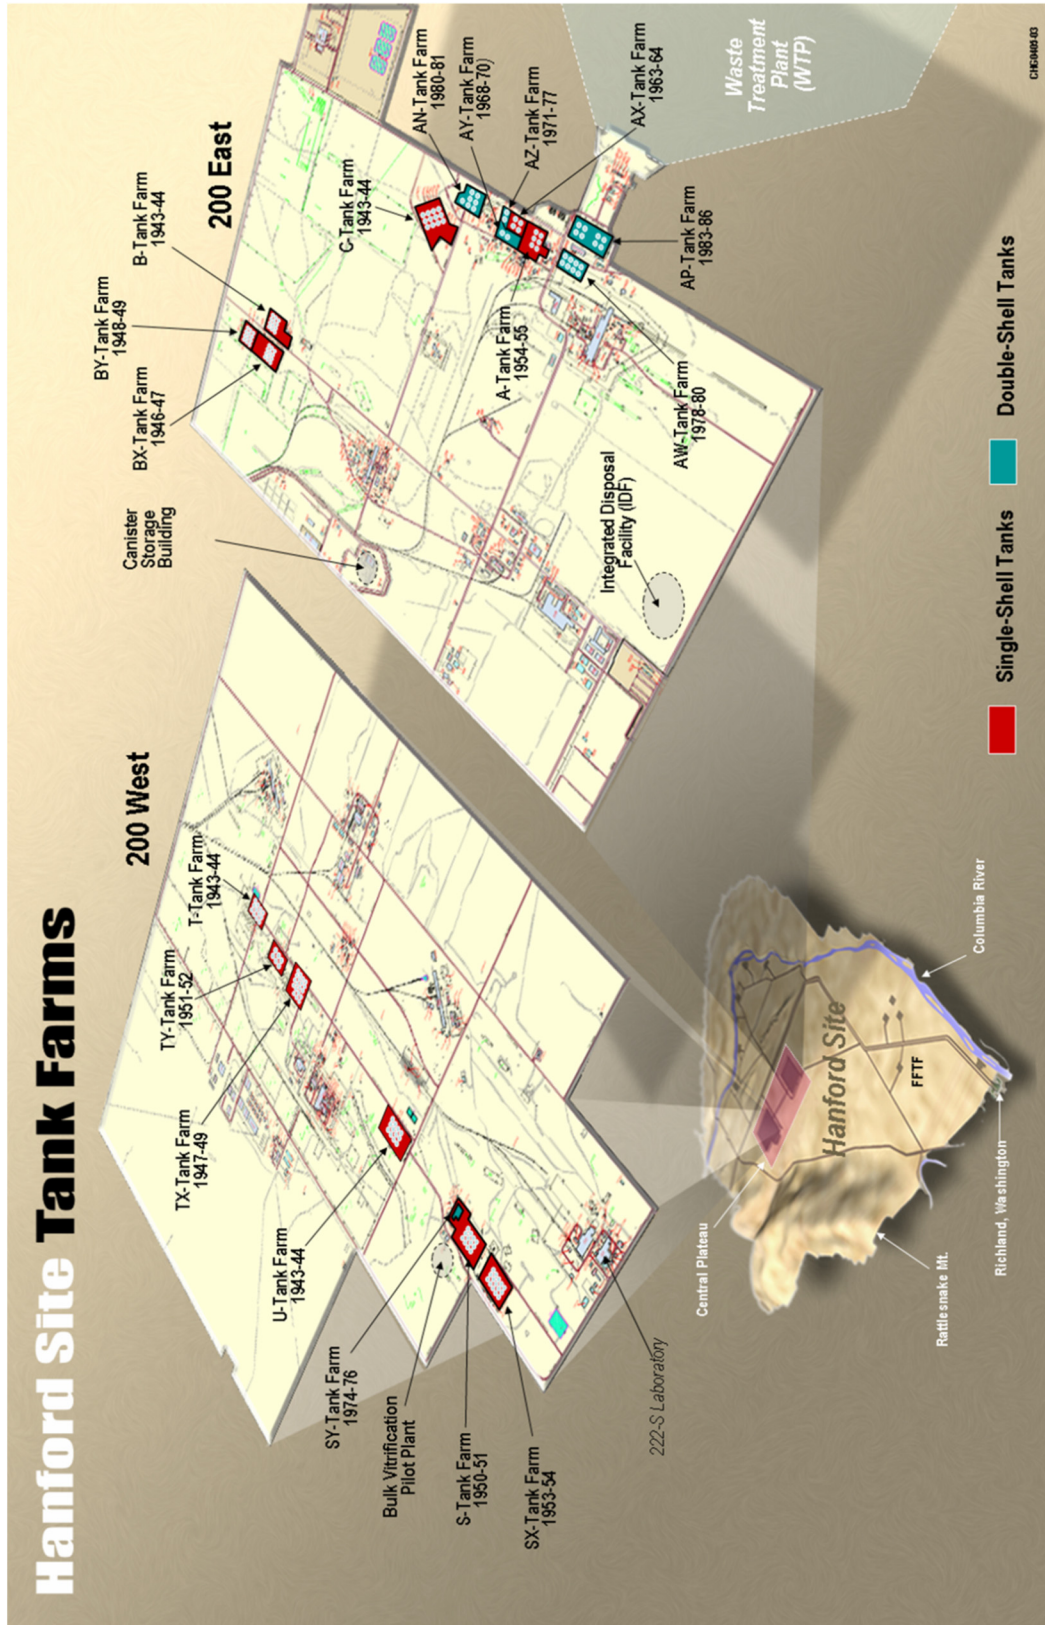 Hanford Site Tank Farms
200 West
200 East
T-Tank Farm
1943-44
TY-Tank Farm
1951-52
TX-Tank Farm
1947-49
U-Tank Farm
1943-44
SY-Tank Farm
1974-76
Bulk Vitrification
Pilot Plant
S-Tank Farm
1950-51
SX-Tank Farm
1953-54
222-S Laboratory
Canister
Storage
Building
BX-Tank Farm
1946-47
BY-Tank Farm
1948-49
B-Tank Farm
1943-44
C-Tank Farm
1943-44
AN-Tank Farm
1980-81
AY-Tank Farm
1968-70)
AZ-Tank Farm
1971-77
AX-Tank Farm
1963-64
A-Tank Farm
1954-55
AP-Tank Farm
1983-86
AW-Tank Farm
1978-80
Integrated Disposal
Facility (IDF)
Waste
Treatment
Plant
(WTP)
Central Plateau
Hanford Site
FFTF
Columbia River
Rattlesnake Mt.
Richland, Washington
Single-Shell Tanks
Double-Shell Tanks